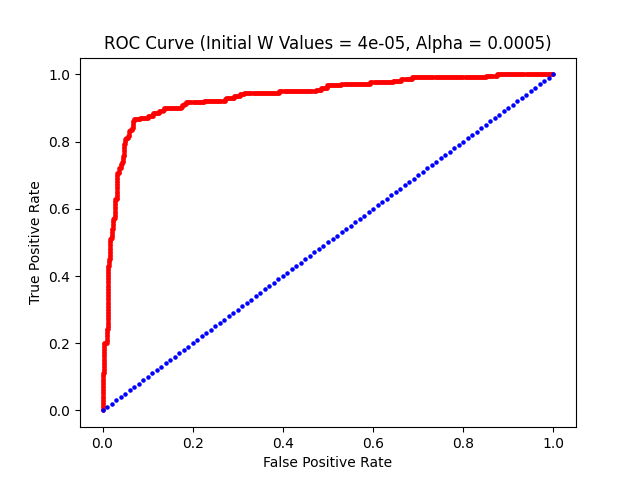 ROC Curve (Initial W Values = 4e-05, Alpha = 0.0005)
1.0
0.8
0.6
0.4
0.2
0.0
True Positive Rate
0.0 0.2 0.4 0.6 0.8 1.0
False Positive Rate